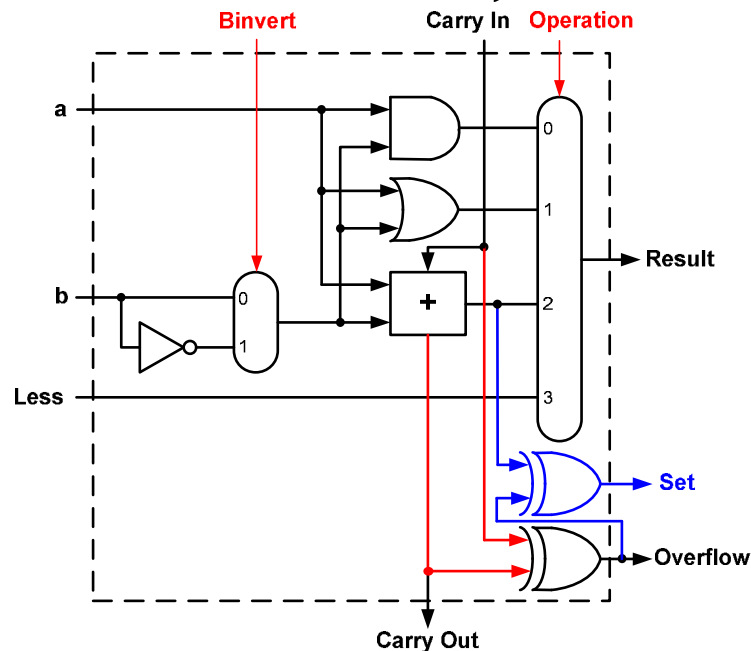 Binvert
Carry In
Operation
a
0
1
b
0
+
Result
2
1
Less
3
Set
Overflow
Carry Out